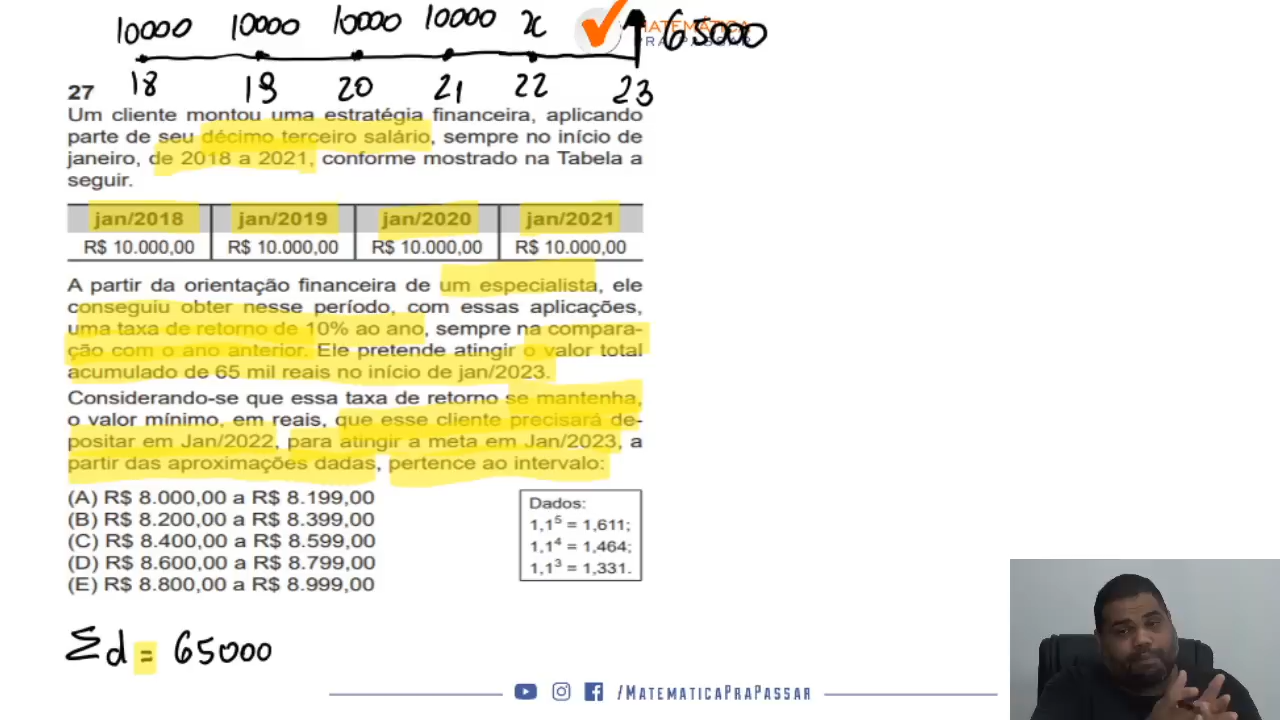 10000 10000 10000 10000 x 65000
MATEMÁTICA
PRA PASSAR
18 19 20 21 22 23
27
Um cliente montou uma estratégia financeira, aplicando
parte de seu décimo terceiro salário, sempre no início de
janeiro, de 2018 a 2021, conforme mostrado na Tabela a
seguir.
jan/2018 jan/2019 jan/2020 jan/2021
R$ 10.000,00 R$ 10.000,00 R$ 10.000,00 R$ 10.000,00
A partir da orientação financeira de um especialista, ele
conseguiu obter nesse período, com essas aplicações,
uma taxa de retorno de 10% ao ano, sempre na compara-
ção com o ano anterior. Ele pretende atingir o valor total
acumulado de 65 mil reais no início de jan/2023.
Considerando-se que essa taxa de retorno se mantenha,
o valor mínimo, em reais, que esse cliente precisará de-
positar em Jan/2022, para atingir a meta em Jan/2023, a
partir das aproximações dadas, pertence ao intervalo:
(A) R$ 8.000,00 a R$ 8.199,00
(B) R$ 8.200,00 a R$ 8.399,00
(C) R$ 8.400,00 a R$ 8.599,00
(D) R$ 8.600,00 a R$ 8.799,00
(E) R$ 8.800,00 a R$ 8.999,00
Dados:
1,1⁵ = 1,611;
1,1⁴ = 1,464;
1,1³ = 1,331.
Σd = 65000
/MATEMATICAPRAPASSAR